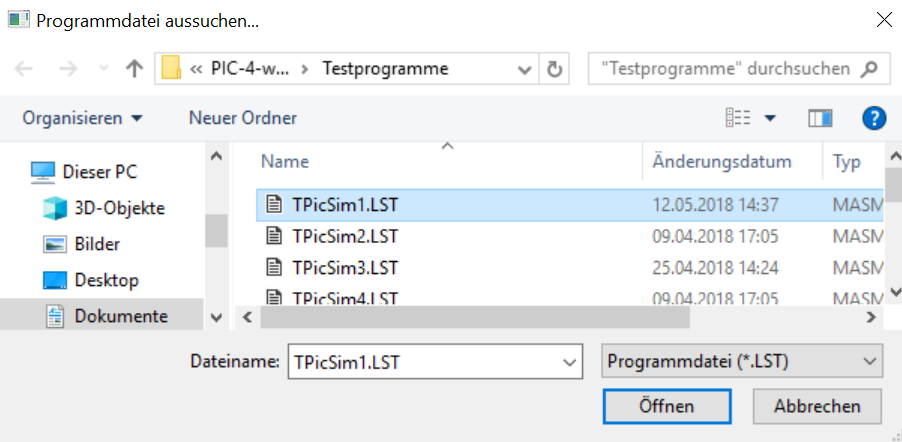 Programmdatei aussuchen...
« PIC-4-w... > Testprogramme "Testprogramme" durchsuchen
Organisieren Neuer Ordner ?
Name Änderungsdatum Typ
Dieser PC
3D-Objekte
Bilder
Desktop
Dokumente
TPicSim1.LST 12.05.2018 14:37 MASM
TPicSim2.LST 09.04.2018 17:05 MASM
TPicSim3.LST 25.04.2018 14:24 MASM
TPicSim4.LST 09.04.2018 17:05 MASM
Dateiname: TPicSim1.LST Programmdatei (*.LST)
Öffnen Abbrechen